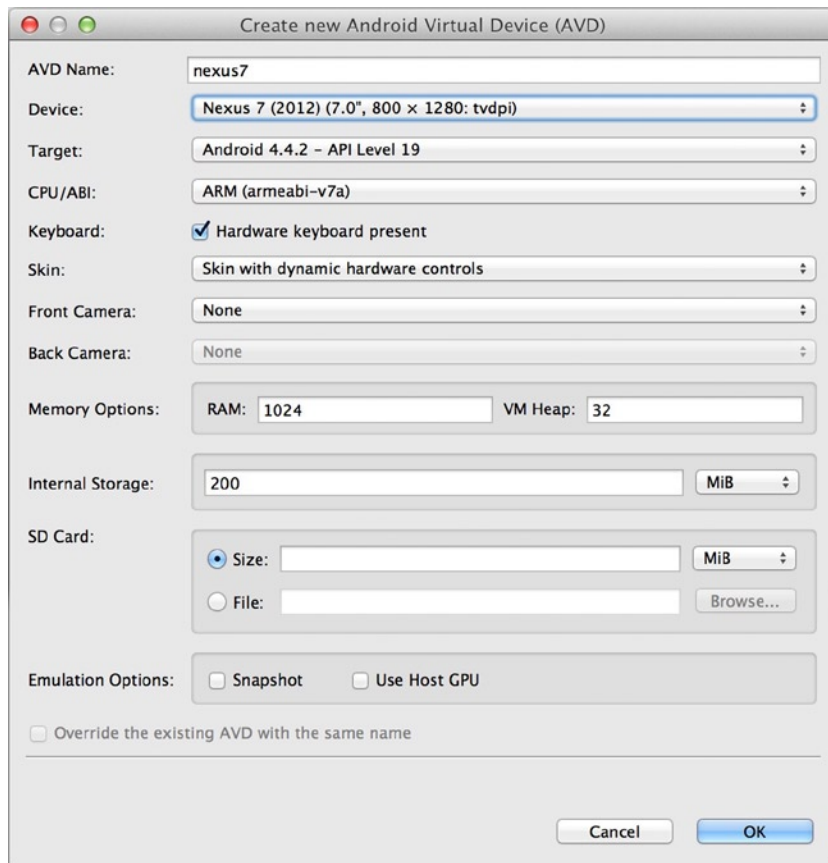 Create new Android Virtual Device (AVD)
AVD Name: nexus7
Device: Nexus 7 (2012) (7.0", 800 × 1280: tvdpi)
Target: Android 4.4.2 – API Level 19
CPU/ABI: ARM (armeabi-v7a)
Keyboard: Hardware keyboard present
Skin: Skin with dynamic hardware controls
Front Camera: None
Back Camera: None
Memory Options: RAM: 1024 VM Heap: 32
Internal Storage: 200 MiB
SD Card:
Size: MiB
File: Browse...
Emulation Options: Snapshot Use Host GPU
Override the existing AVD with the same name
Cancel OK